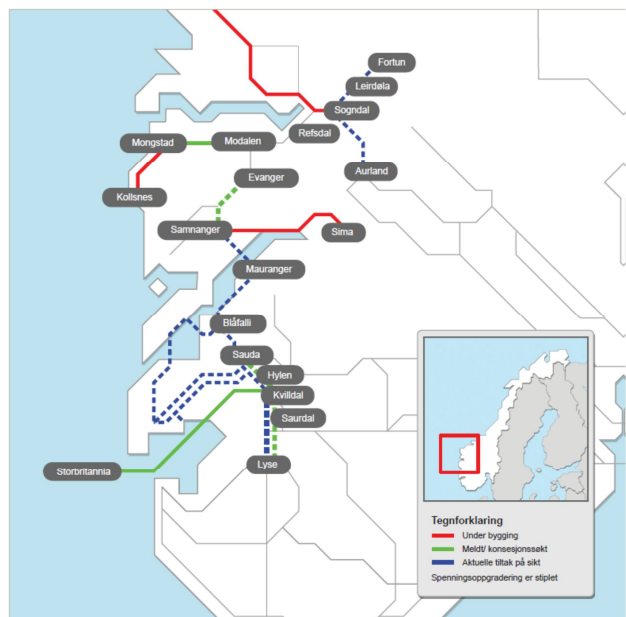 Fortun
Leirdøla
Sogndal
Refsdal
Mongstad
Modalen
Aurland
Evanger
Kollsnes
Samnanger
Sima
Mauranger
Blåfalli
Sauda
Hylen
Kvilldal
Saurdal
Lyse
Storbritannia
Tegnforklaring
Under bygging
Meldt/ konsesjonssøkt
Aktuelle tiltak på sikt
Spenningsoppgradering er stiplet